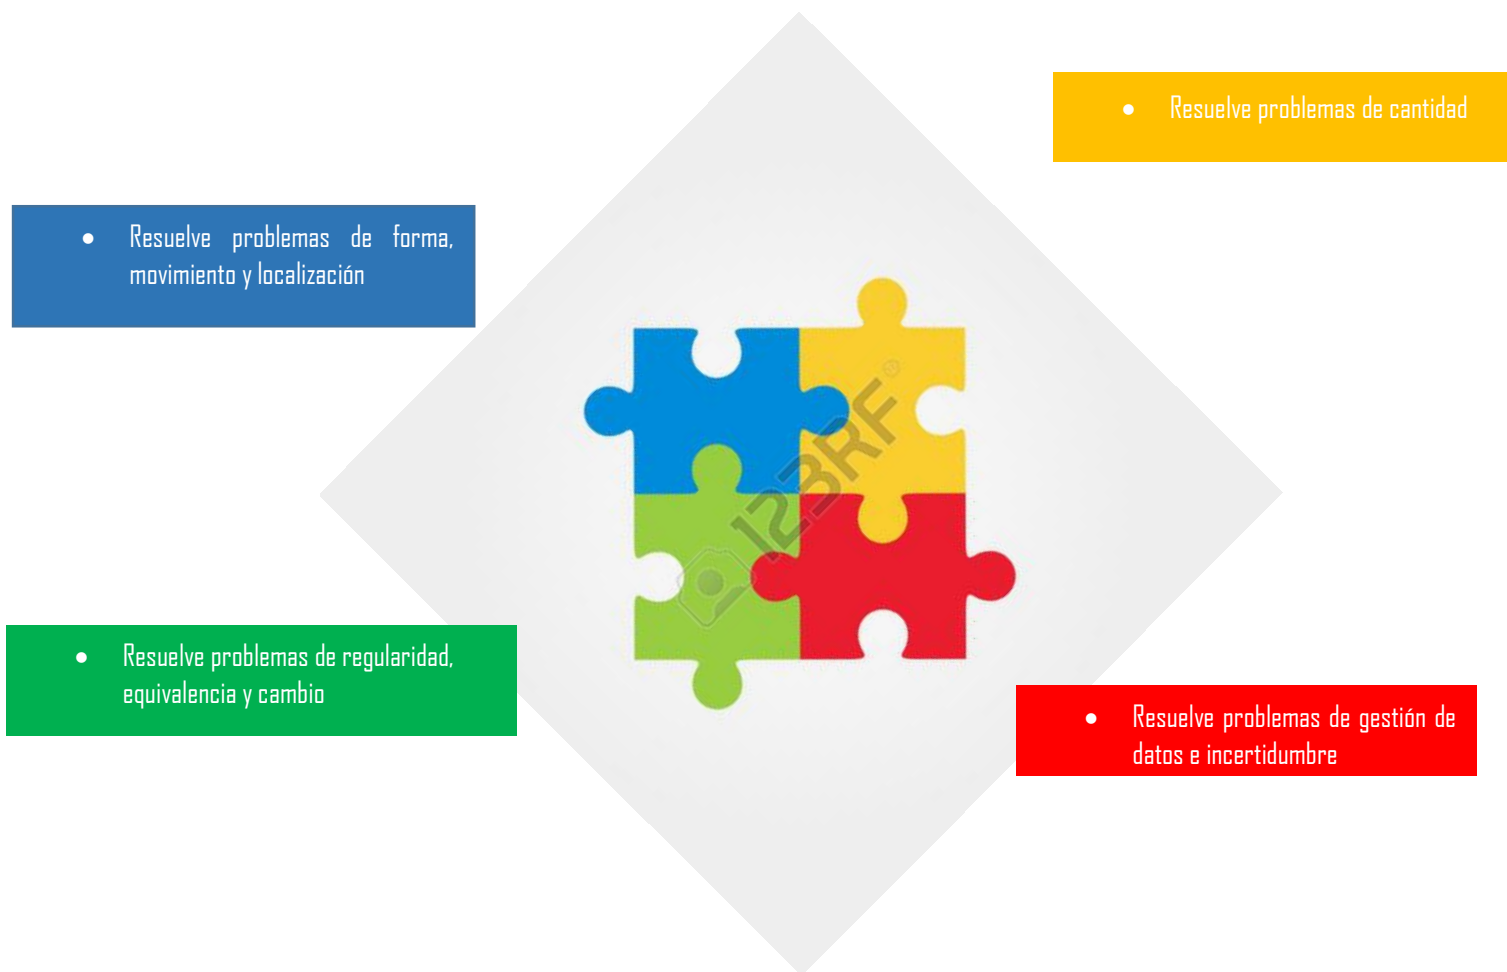 • Resuelve problemas de cantidad
• Resuelve problemas de forma,
movimiento y localización
123RF
• Resuelve problemas de regularidad,
equivalencia y cambio
• Resuelve problemas de gestión de
datos e incertidumbre